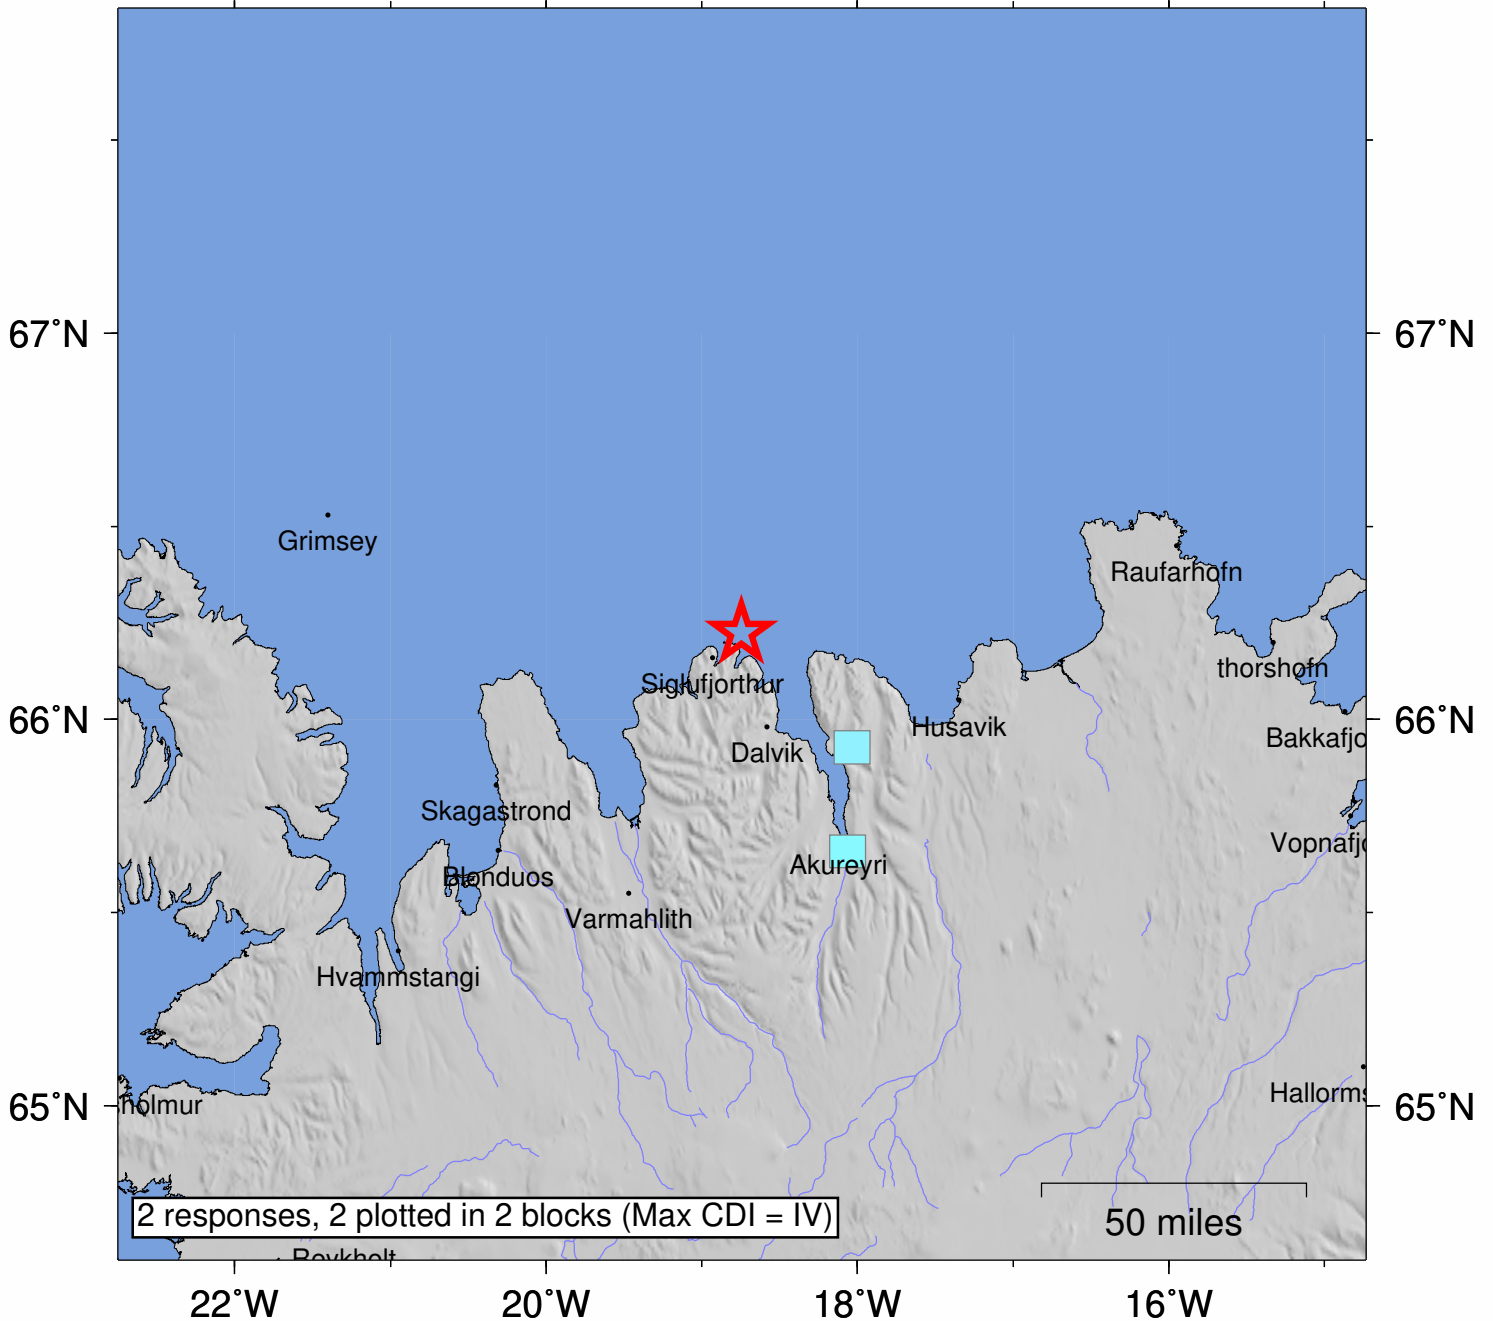 67˚N
67˚N
Grimsey
Raufarhofn
thorshofn
Siglufjorthur
Husavik
66˚N
66˚N
Bakkafjo
Dalvik
Skagastrond
Vopnafjo
Akureyri
Blonduos
Varmahlith
Hvammstangi
Hallorms
holmur
65˚N
65˚N
2 responses, 2 plotted in 2 blocks (Max CDI = IV)
50 miles
Reykholt
22˚W
20˚W
18˚W
16˚W